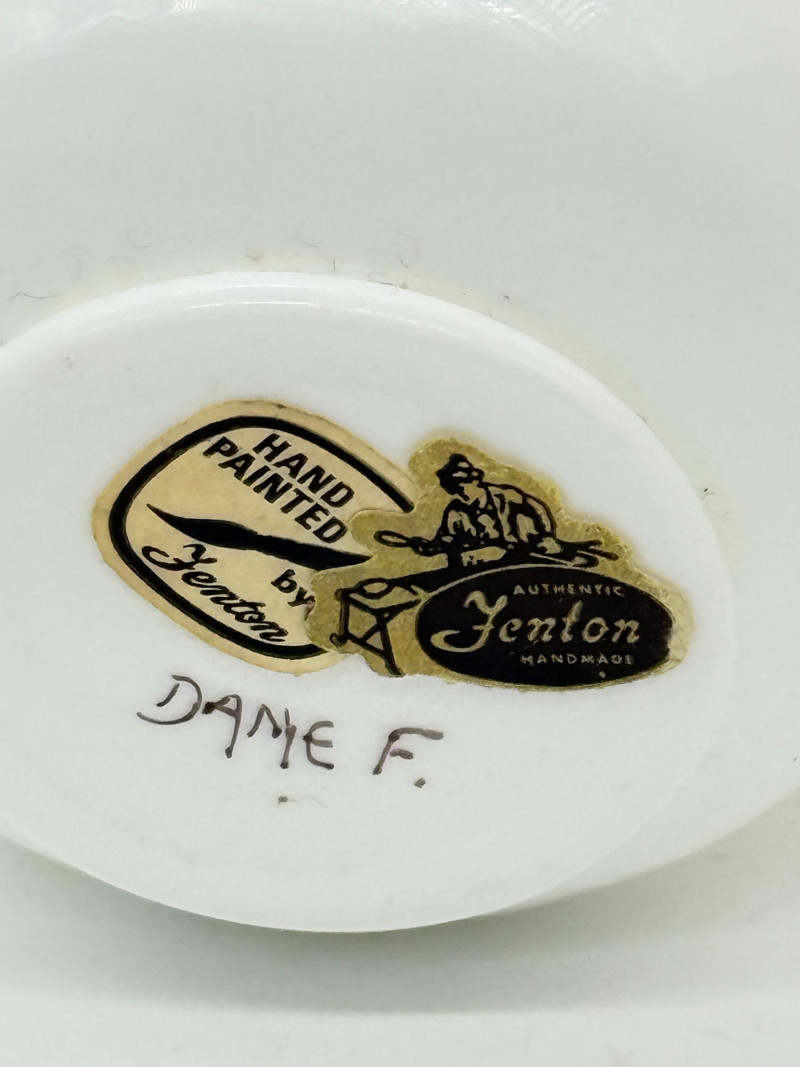 HAND
PAINTED
by
Fenton
AUTHENTIC
Fenton
HANDMADE
DANE F.